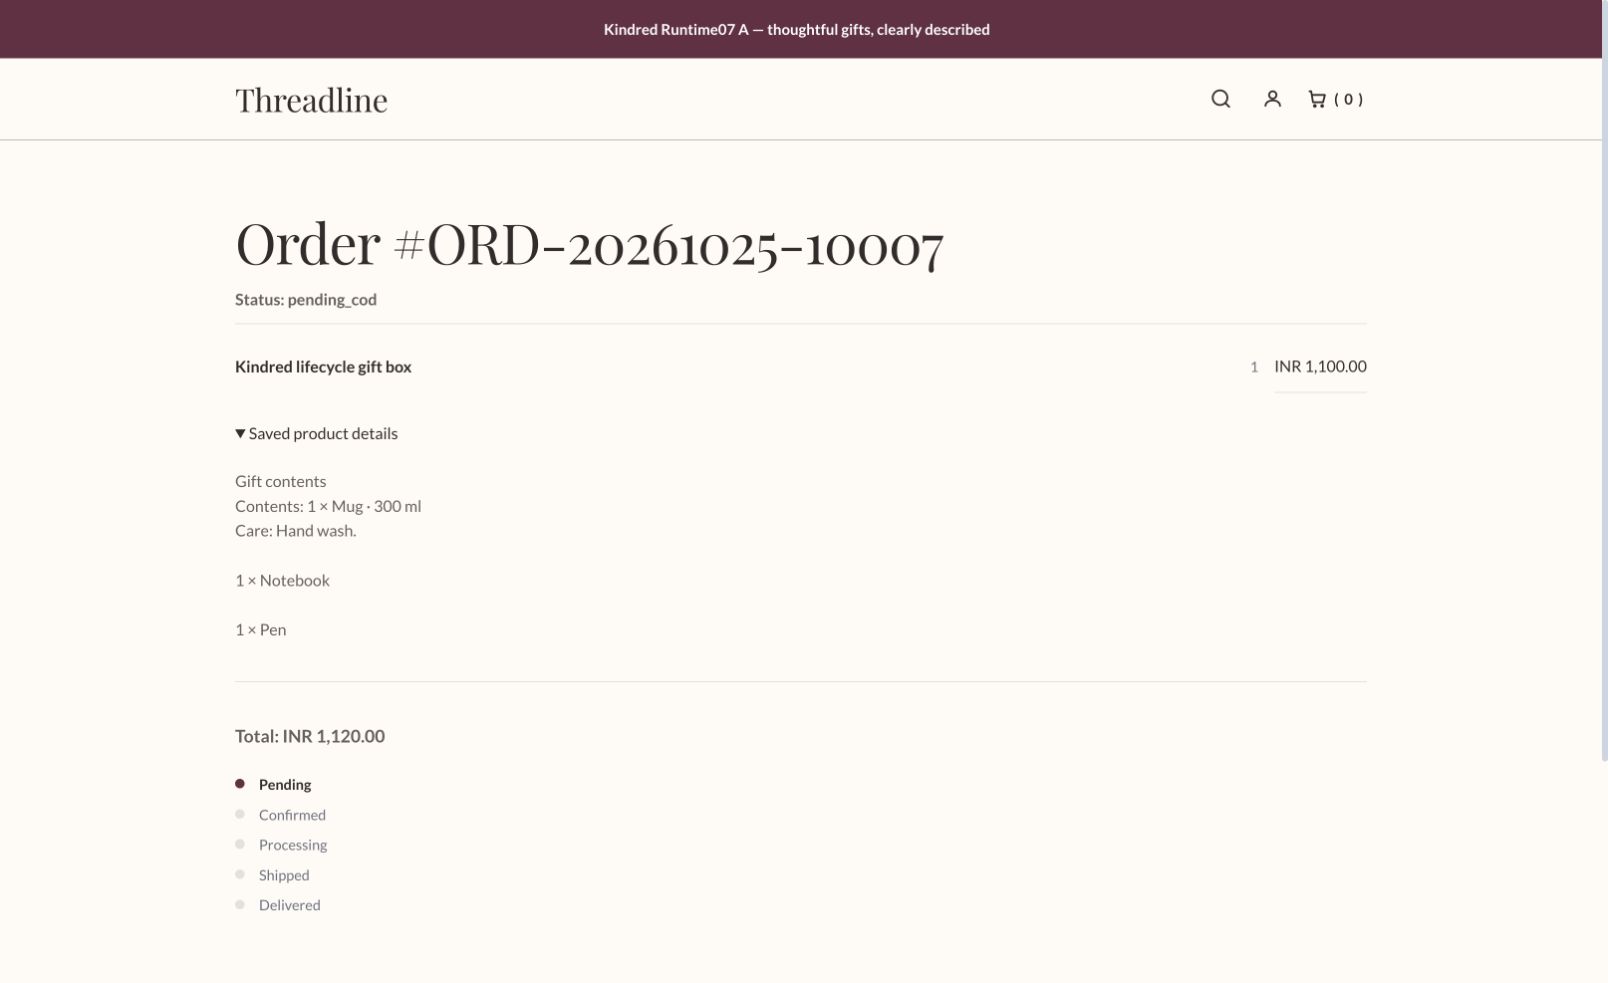 Kindred Runtime07 A — thoughtful gifts, clearly described
Threadline
( 0 )
Order #ORD-20261025-10007
Status: pending_cod
Kindred lifecycle gift box 1 INR 1,100.00
▼ Saved product details
Gift contents
Contents: 1 × Mug · 300 ml
Care: Hand wash.
1 × Notebook
1 × Pen
Total: INR 1,120.00
Pending
Confirmed
Processing
Shipped
Delivered